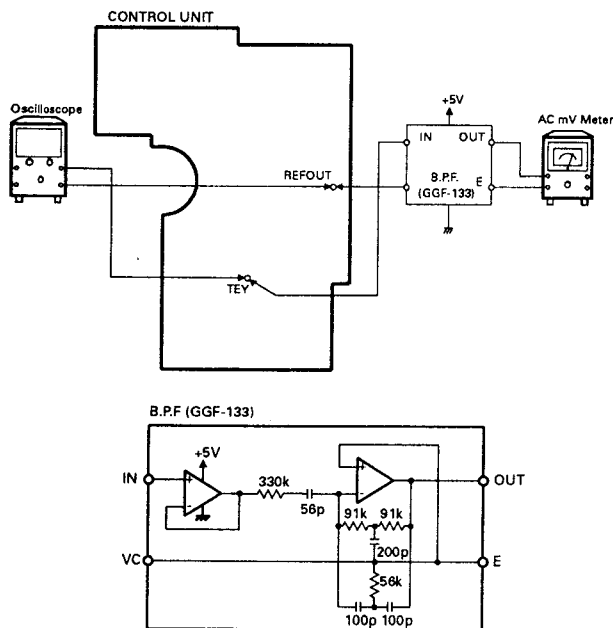 CONTROL UNIT
Oscilloscope
+5V
AC mV Meter
IN OUT
REFOUT
B.P.F. E
(GGF-133)
TEY
B.P.F (GGF-133)
+5V
IN
+
-
330k
56p
+
-
OUT
91k 91k
200p
VC
E
56k
100p 100p